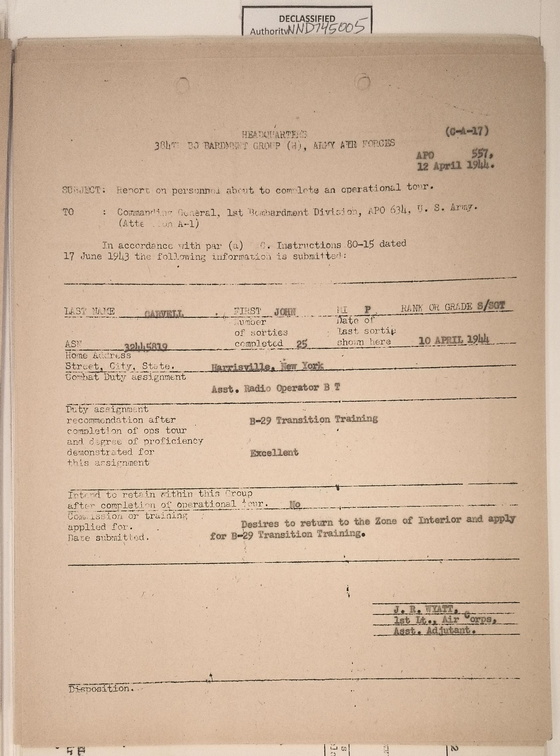 DECLASSIFIED
Authority NND745005
(C-A-17)
HEADQUARTERS
384TH BOMBARDMENT GROUP (H), ARMY AIR FORCES
APO 557,
12 April 1944.
SUBJECT: Report on personnel about to complete an operational tour.
TO : Commanding General, 1st Bombardment Division, APO 634, U. S. Army.
(Attention A-1)
In accordance with par (a) C. Instructions 80-15 dated
17 June 1943 the following information is submitted:
LAST NAME CARVELL . FIRST JOHN MI P RANK OR GRADE S/SGT
Number Date of
of sorties last sortie
ASN 32445819 completed 25 shown here 10 APRIL 1944
Home Address
Street, City, State. Harrisville, New York
Combat Duty assignment
Asst. Radio Operator B T
Duty assignment
recommendation after B-29 Transition Training
completion of ops tour
and degree of proficiency
demonstrated for Excellent
this assignment
Intend to retain within this Group
after completion of operational tour. No
Commission or training
applied for. Desires to return to the Zone of Interior and apply
Date submitted. for B-29 Transition Training.
J. R. WYATT,
1st Lt., Air Corps,
Asst. Adjutant.
Disposition.